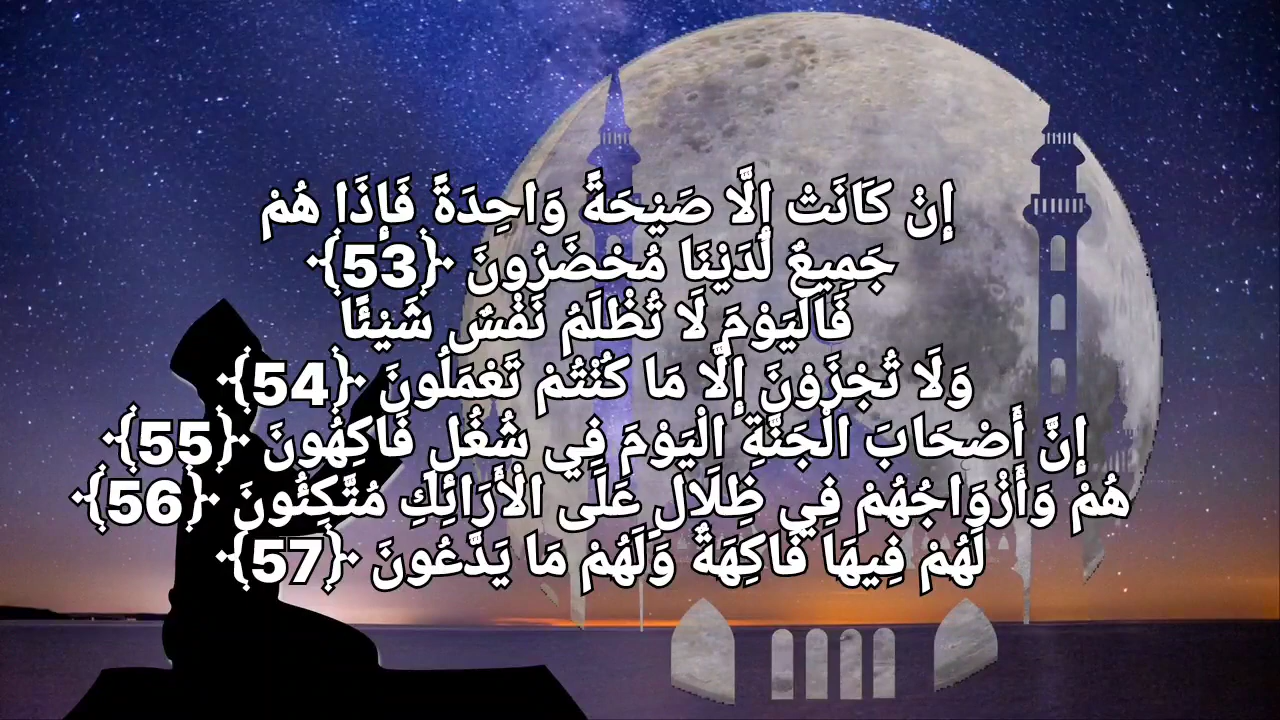 إِنْ كَانَتْ إِلَّا صَيْحَةً وَاحِدَةً فَإِذَا هُمْ
جَمِيعٌ لَدَيْنَا مُحْضَرُونَ ﴿53﴾
فَالْيَوْمَ لَا تُظْلَمُ نَفْسٌ شَيْئًا
وَلَا تُجْزَوْنَ إِلَّا مَا كُنْتُمْ تَعْمَلُونَ ﴿54﴾
إِنَّ أَصْحَابَ الْجَنَّةِ الْيَوْمَ فِي شُغُلٍ فَاكِهُونَ ﴿55﴾
هُمْ وَأَزْوَاجُهُمْ فِي ظِلَالٍ عَلَى الْأَرَائِكِ مُتَّكِئُونَ ﴿56﴾
لَهُمْ فِيهَا فَاكِهَةٌ وَلَهُمْ مَا يَدَّعُونَ ﴿57﴾